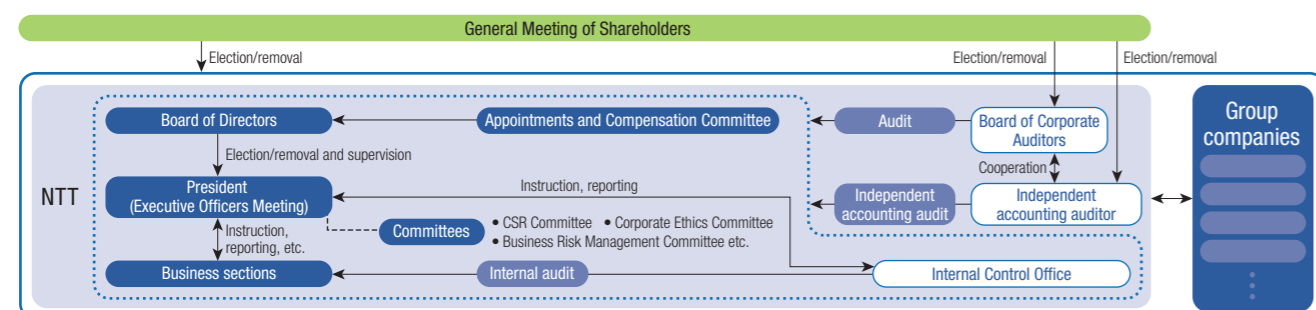 General Meeting of Shareholders
Election/removal
Election/removal
Election/removal
Board of Directors
Appointments and Compensation Committee
Audit
Board of Corporate
Auditors
Group
companies
Election/removal and supervision
Cooperation
NTT
President
(Executive Officers Meeting)
Instruction, reporting
Independent
accounting audit
Independent
accounting auditor
Instruction,
reporting, etc.
Committees
• CSR Committee • Corporate Ethics Committee
• Business Risk Management Committee etc.
Business sections
Internal audit
Internal Control Office